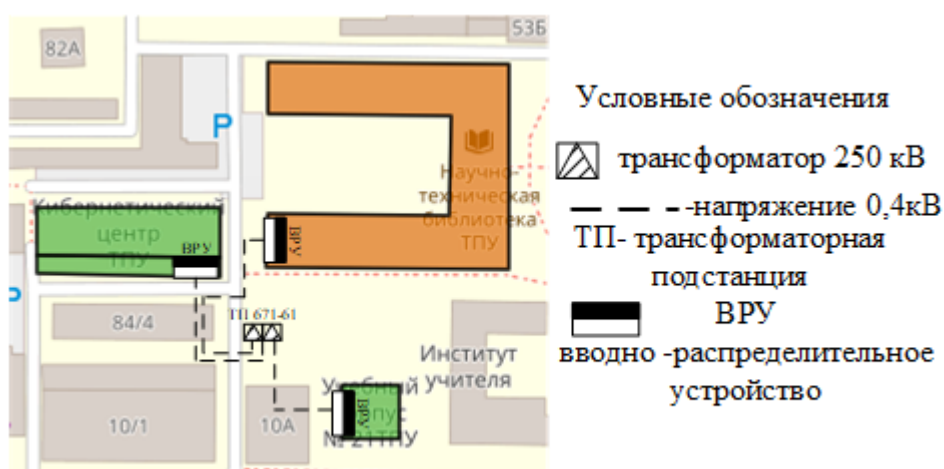 53Б
82А
P
Научно-
техническая
библиотека
ТПУ
Кибернетический
центр
ТПУ
ВРУ
ВРУ
P
ТП 671-61
84/4
Институт
учителя
Учебный
№ 21ТПУ
ВРУ
10/1
10А
Условные обозначения
трансформатор 250 кВ
-напряжение 0,4кВ
ТП- трансформаторная
подстанция
ВРУ
вводно -распределительное
устройство